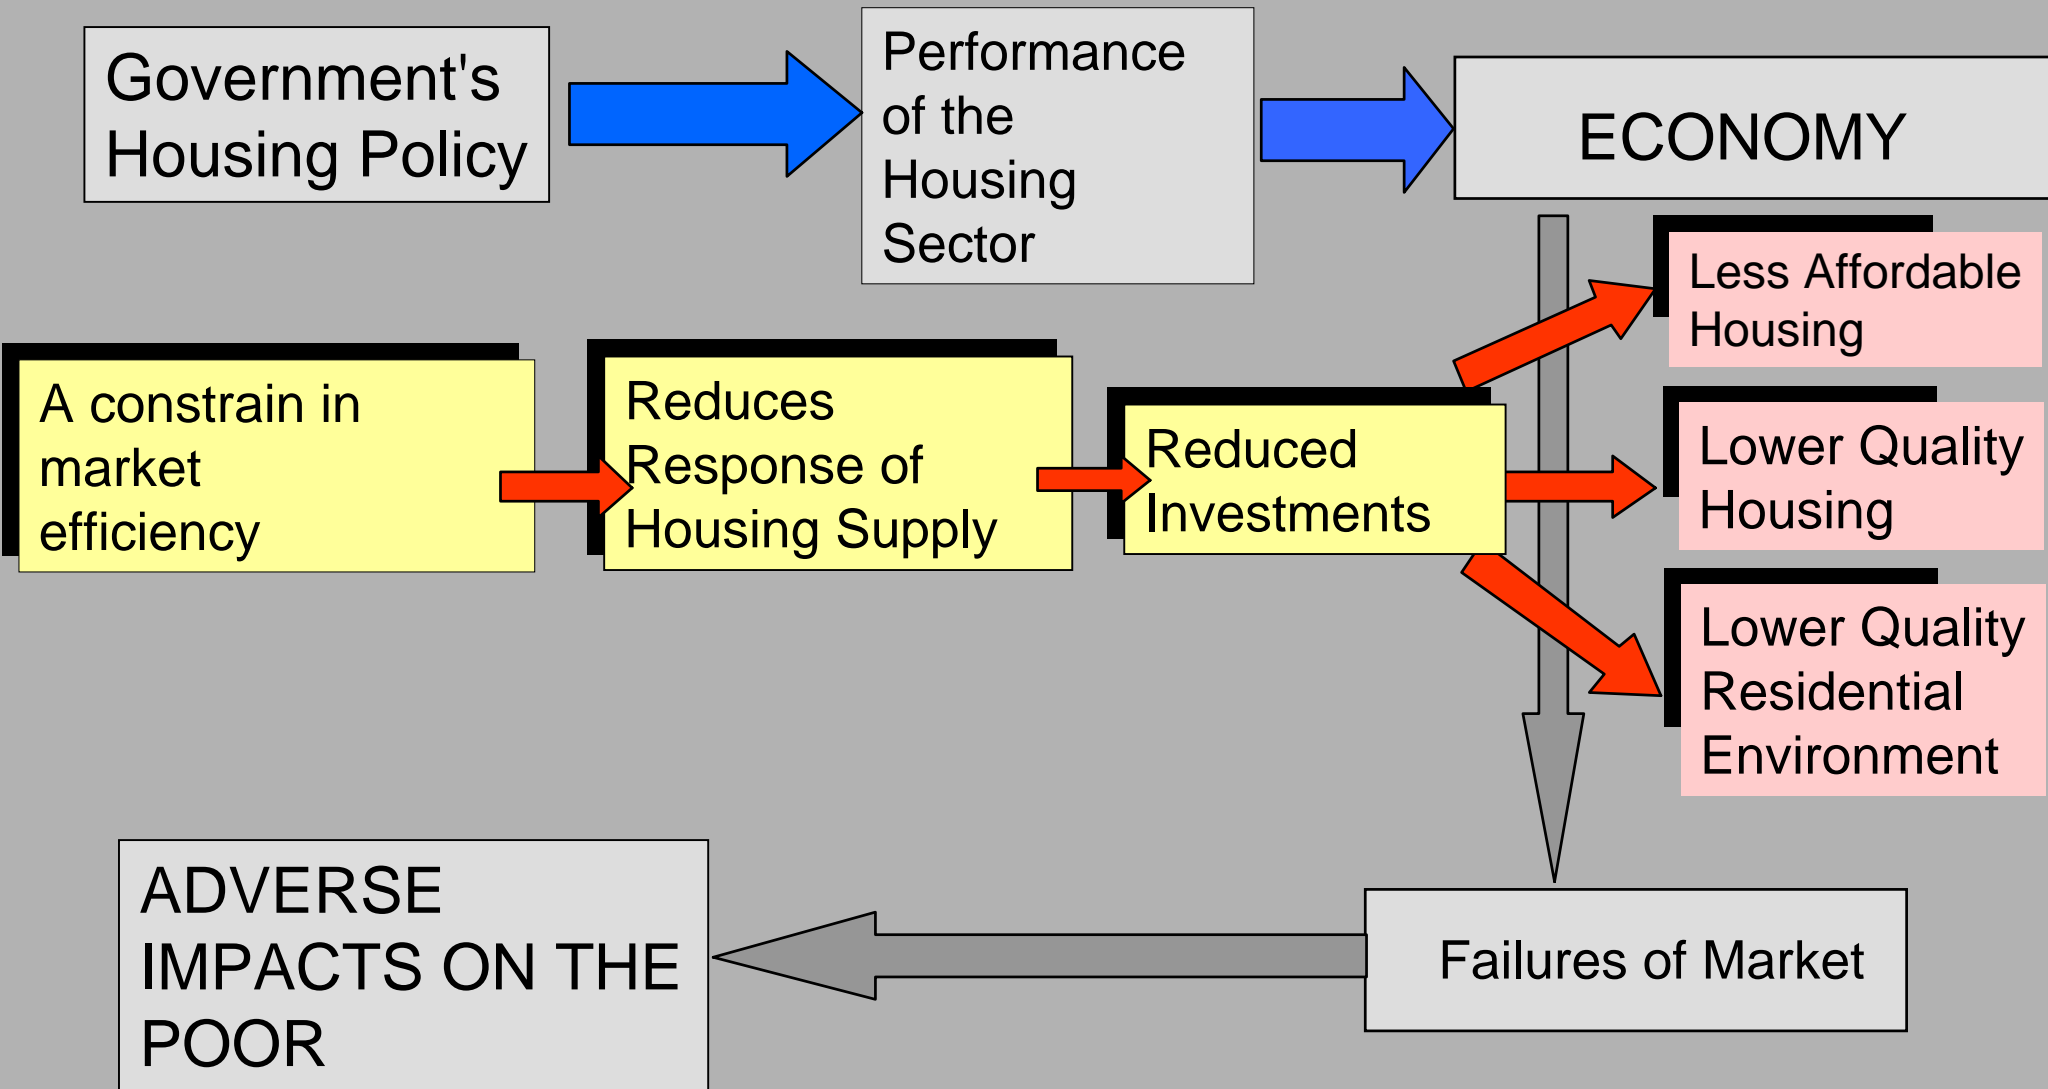 Government's
Housing Policy
Performance
of the
Housing
Sector
ECONOMY
Less Affordable
Housing
A constrain in
market
efficiency
Reduces
Response of
Housing Supply
Reduced
Investments
Lower Quality
Housing
Lower Quality
Residential
Environment
ADVERSE
IMPACTS ON THE
POOR
Failures of Market